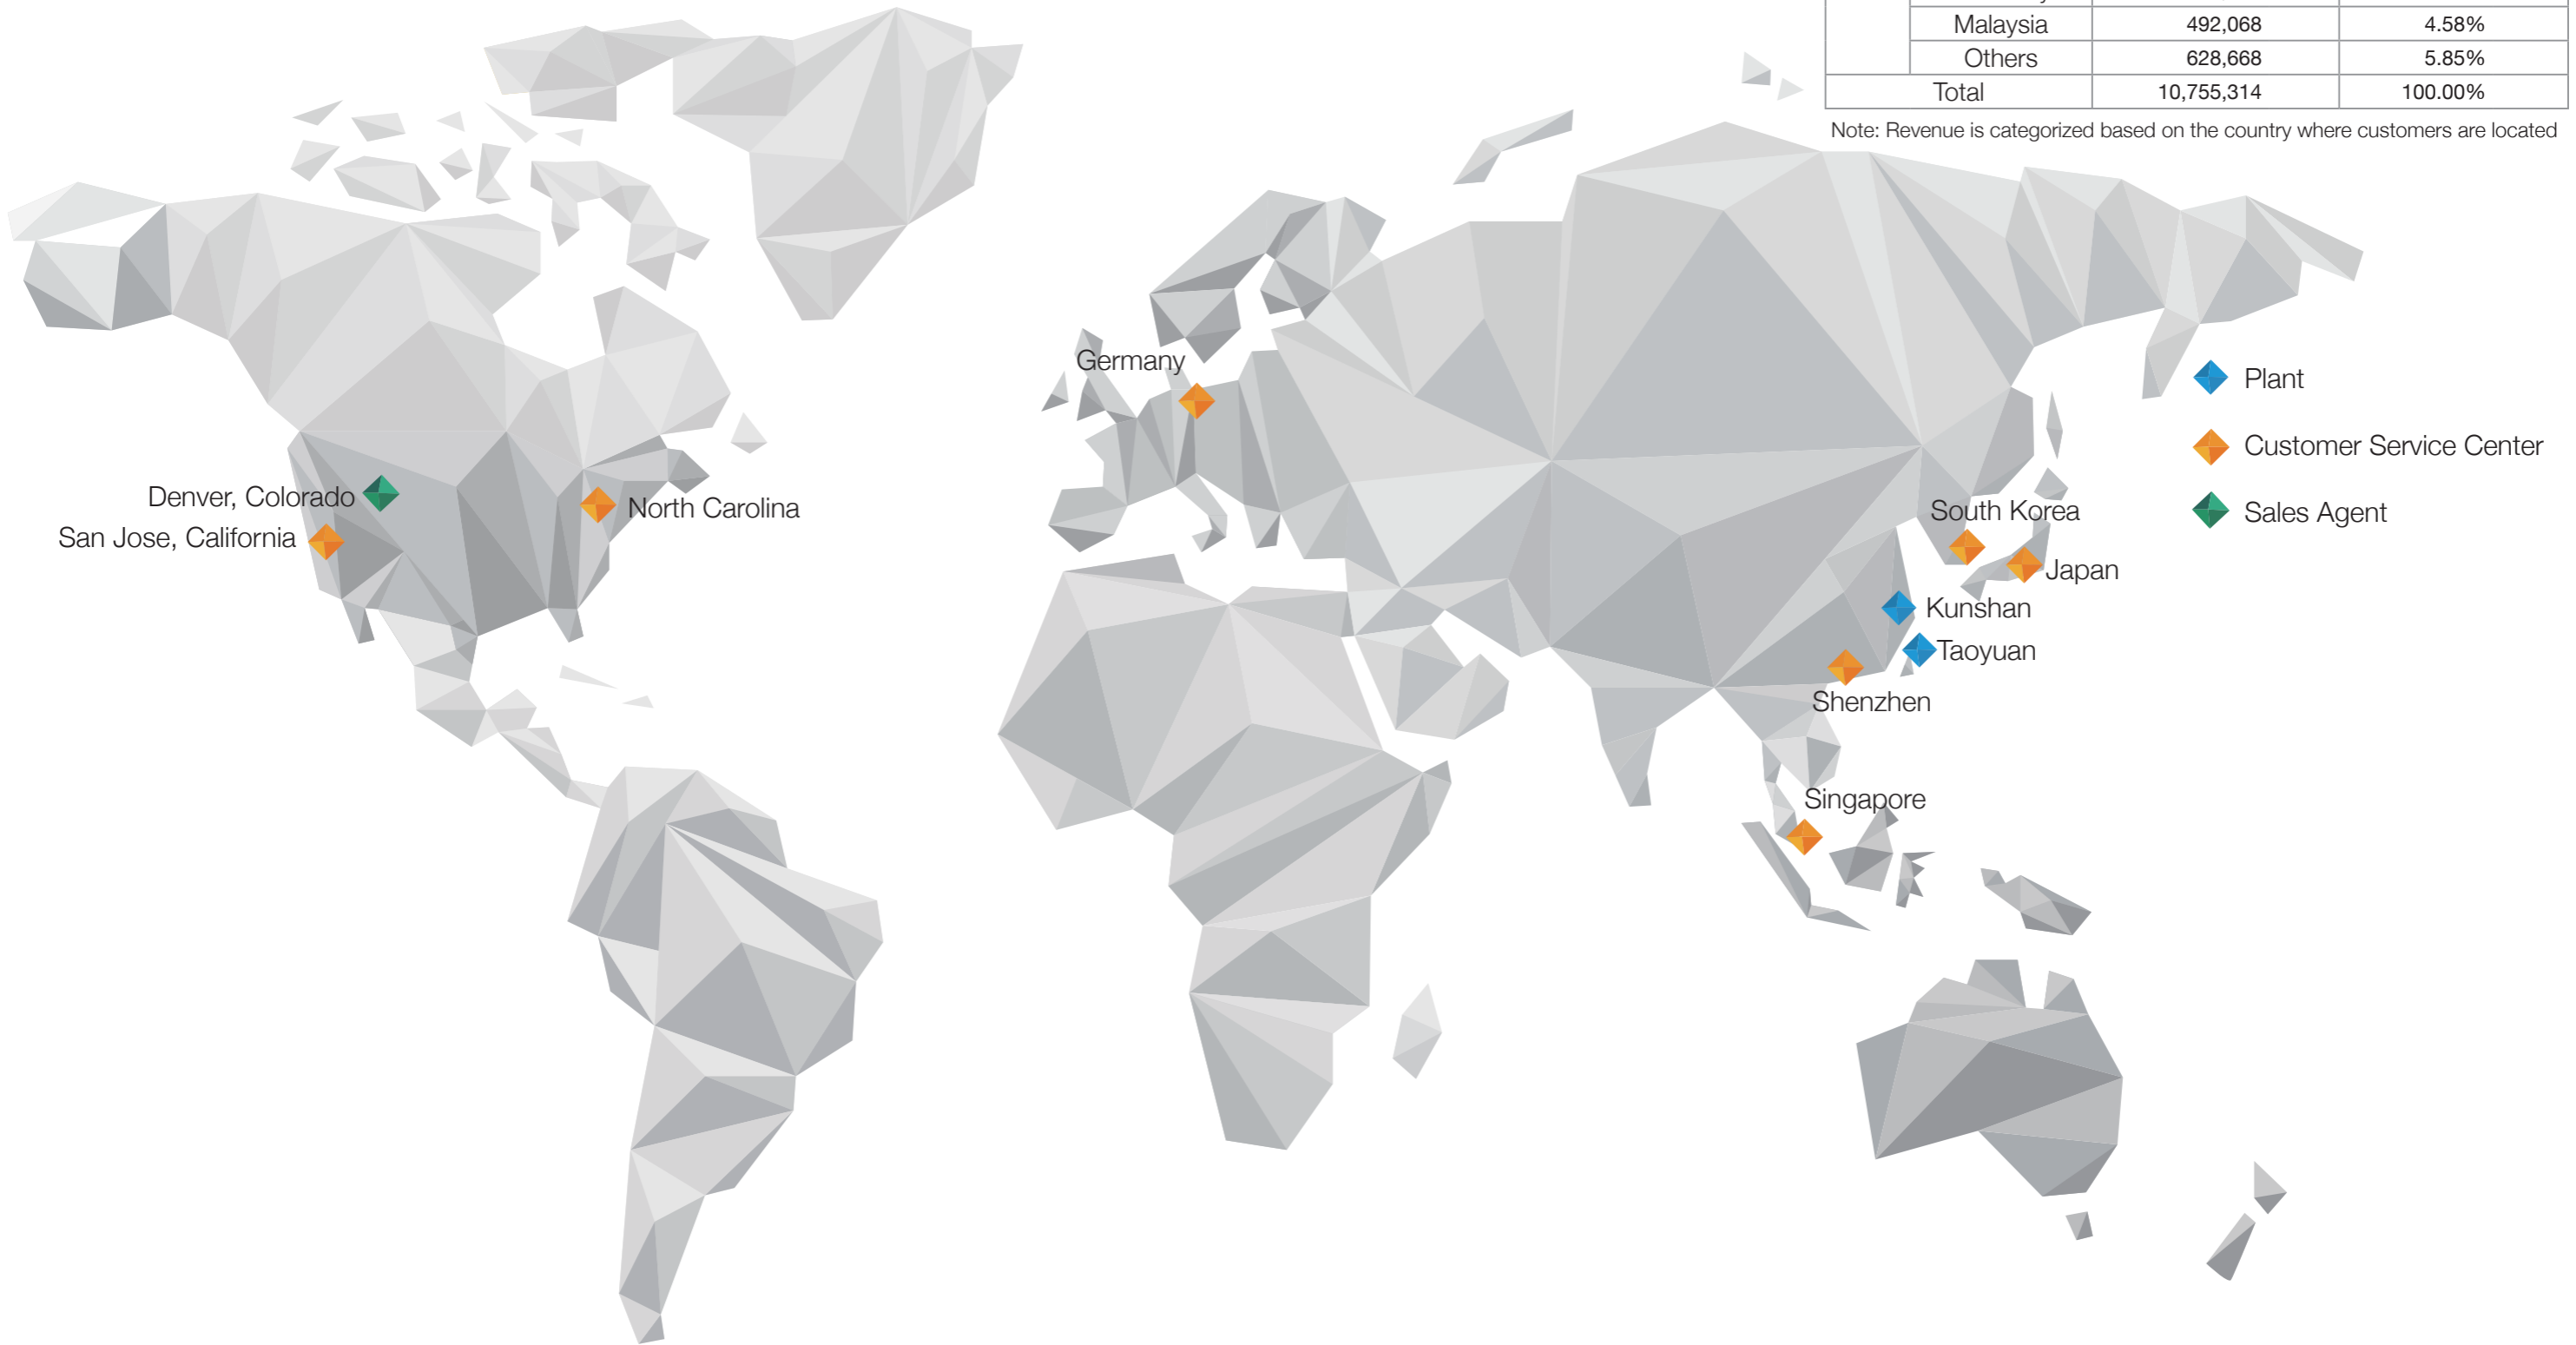 Malaysia 492,068 4.58%
Others 628,668 5.85%
Total 10,755,314 100.00%
Note: Revenue is categorized based on the country where customers are located
Germany
Plant
Customer Service Center
Sales Agent
Denver, Colorado
North Carolina
San Jose, California
South Korea
Japan
Kunshan
Taoyuan
Shenzhen
Singapore